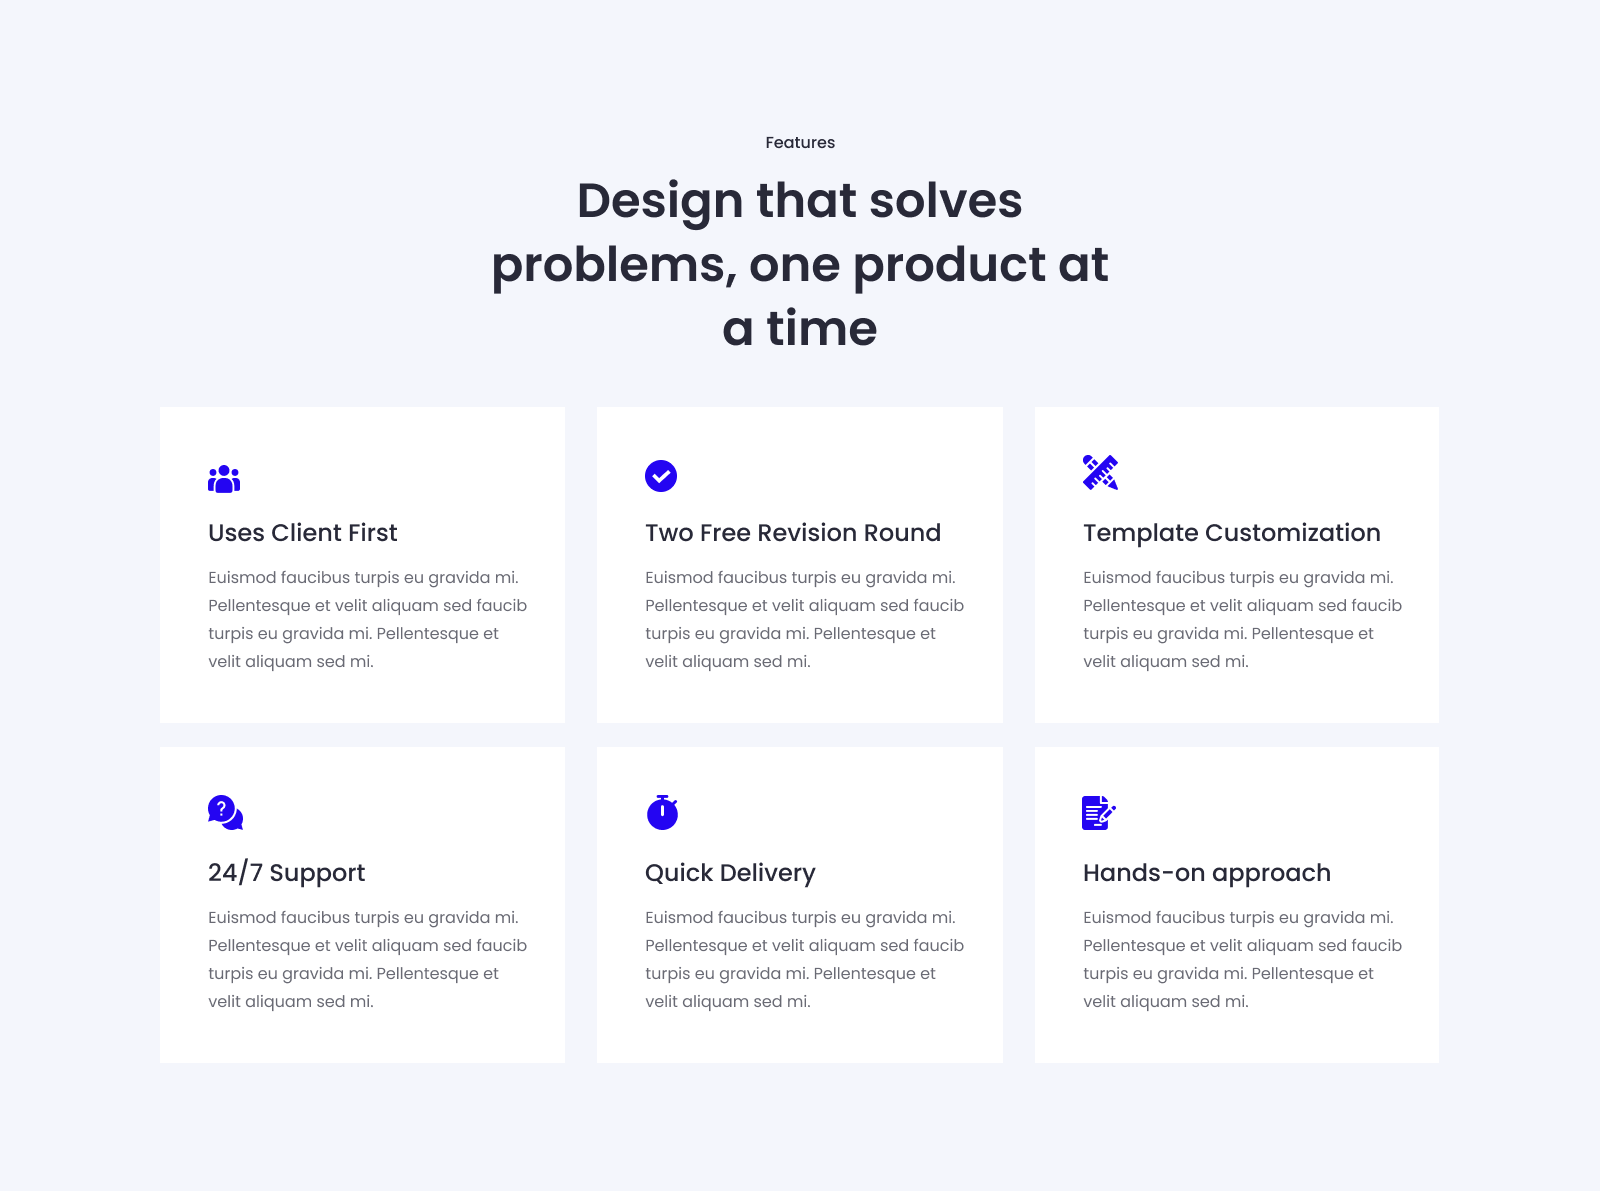 Features
Design that solves
problems, one product at
a time
Uses Client First
Euismod faucibus turpis eu gravida mi.
Pellentesque et velit aliquam sed faucib
turpis eu gravida mi. Pellentesque et
velit aliquam sed mi.
Two Free Revision Round
Euismod faucibus turpis eu gravida mi.
Pellentesque et velit aliquam sed faucib
turpis eu gravida mi. Pellentesque et
velit aliquam sed mi.
Template Customization
Euismod faucibus turpis eu gravida mi.
Pellentesque et velit aliquam sed faucib
turpis eu gravida mi. Pellentesque et
velit aliquam sed mi.
?
24/7 Support
Euismod faucibus turpis eu gravida mi.
Pellentesque et velit aliquam sed faucib
turpis eu gravida mi. Pellentesque et
velit aliquam sed mi.
Quick Delivery
Euismod faucibus turpis eu gravida mi.
Pellentesque et velit aliquam sed faucib
turpis eu gravida mi. Pellentesque et
velit aliquam sed mi.
Hands-on approach
Euismod faucibus turpis eu gravida mi.
Pellentesque et velit aliquam sed faucib
turpis eu gravida mi. Pellentesque et
velit aliquam sed mi.